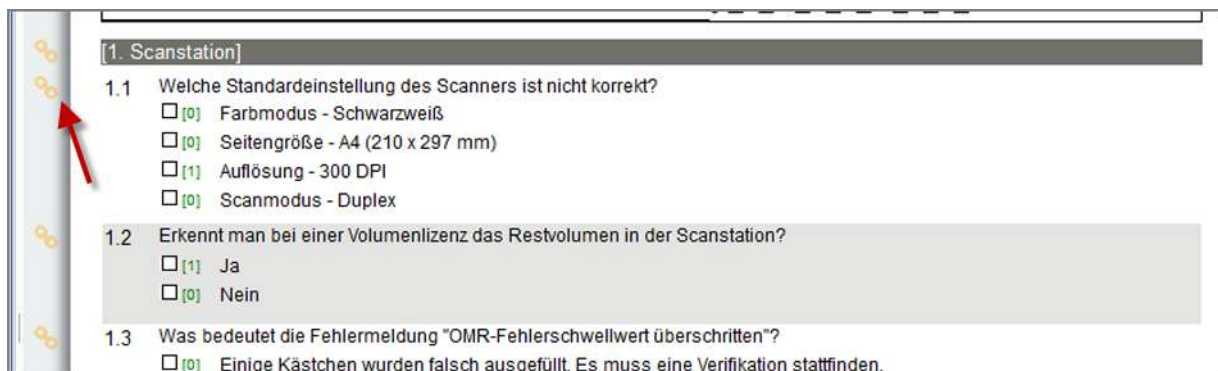 [1. Scanstation]
1.1 Welche Standardeinstellung des Scanners ist nicht korrekt?
[0] Farbmodus - Schwarzweiß
[0] Seitengröße - A4 (210 x 297 mm)
[1] Auflösung - 300 DPI
[0] Scanmodus - Duplex
1.2 Erkennt man bei einer Volumenlizenz das Restvolumen in der Scanstation?
[1] Ja
[0] Nein
1.3 Was bedeutet die Fehlermeldung "OMR-Fehlerschwellwert überschritten"?
[0] Einige Kästchen wurden falsch ausgefüllt. Es muss eine Verifikation stattfinden.